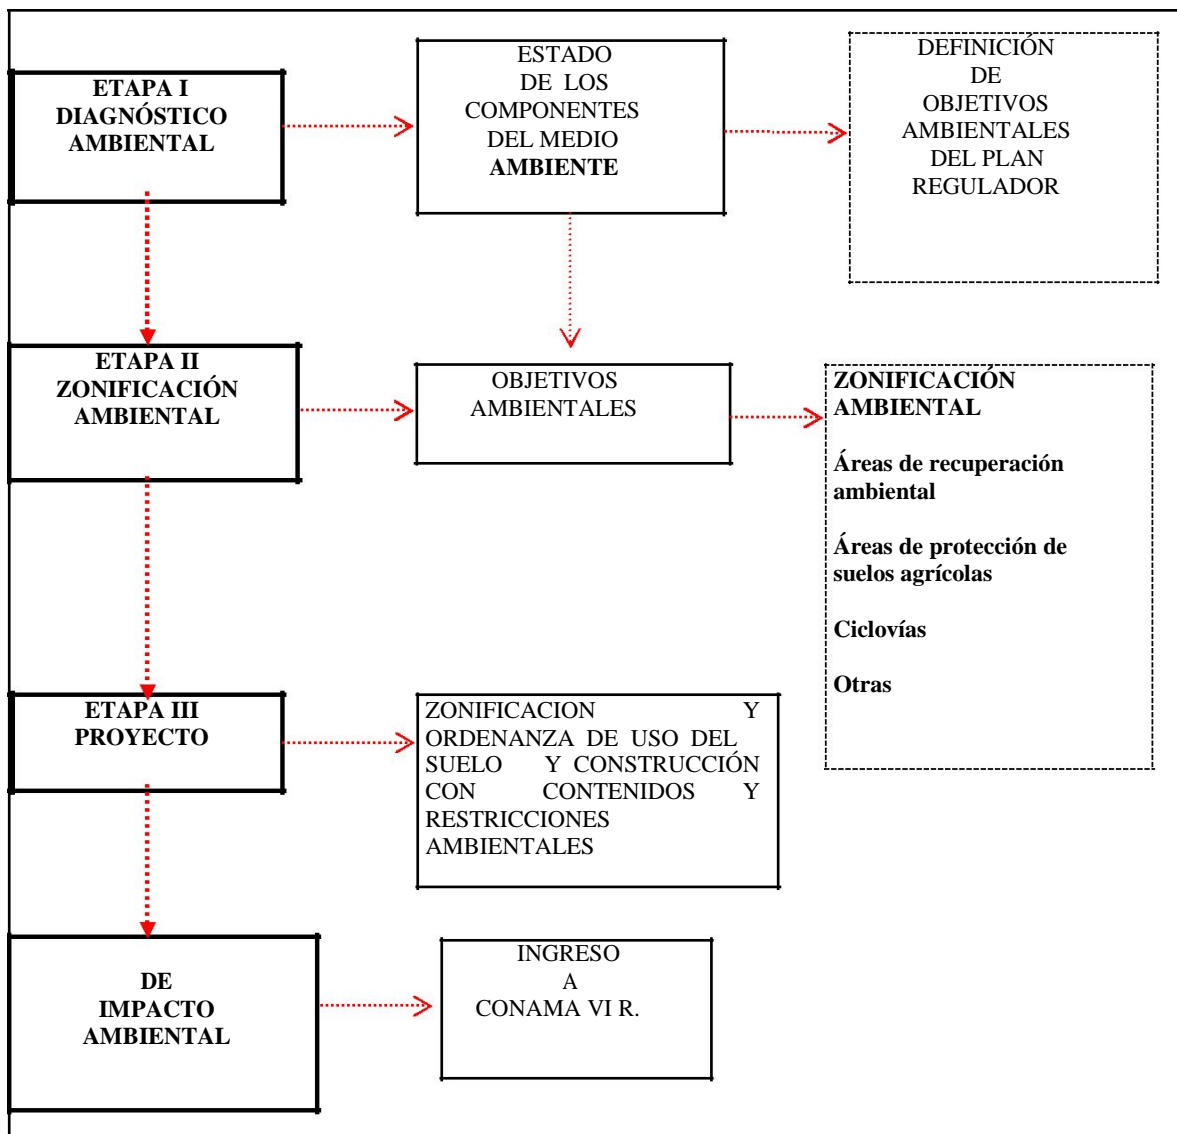 ETAPA I
DIAGNÓSTICO
AMBIENTAL
ESTADO
DE LOS
COMPONENTES
DEL MEDIO
AMBIENTE
DEFINICIÓN
DE
OBJETIVOS
AMBIENTALES
DEL PLAN
REGULADOR
ETAPA II
ZONIFICACIÓN
AMBIENTAL
OBJETIVOS
AMBIENTALES
ZONIFICACIÓN
AMBIENTAL
Áreas de recuperación
ambiental
Áreas de protección de
suelos agrícolas
Ciclovías
Otras
ETAPA III
PROYECTO
ZONIFICACION Y
ORDENANZA DE USO DEL
SUELO Y CONSTRUCCIÓN
CON CONTENIDOS Y
RESTRICCIONES
AMBIENTALES
DE
IMPACTO
AMBIENTAL
INGRESO
A
CONAMA VI R.